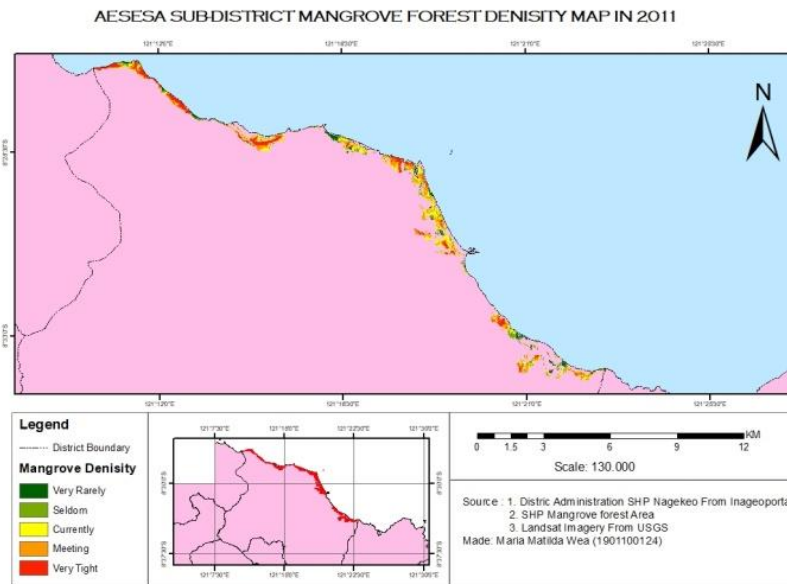 AESESA SUB-DISTRICT MANGROVE FOREST DENISITY MAP IN 2011
N
Legend
District Boundary
Mangrove Denisity
Very Rarely
Seldom
Currently
Meeting
Very Tight
0 1.5 3 6 9 12 KM
Scale: 130.000
Source : 1. Distric Administration SHP Nagekeo From Inageoporta
2. SHP Mangrove forest Area
3. Landsat Imagery From USGS
Made: Maria Matilda Wea (1901100124)